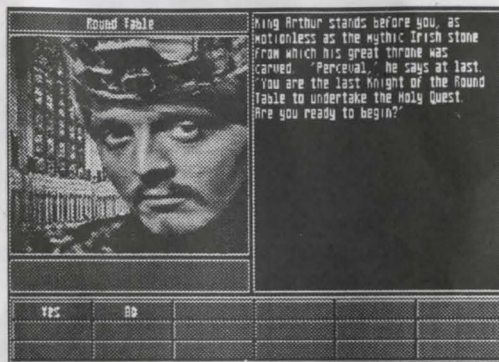 Round Table
King Arthur stands before you, as
motionless as the mythic Irish stone
from which his great throne was
carved. "Perceval," he says at last.
"You are the last Knight of the Round
Table to undertake the Holy Quest.
Are you ready to begin?"
Yes No